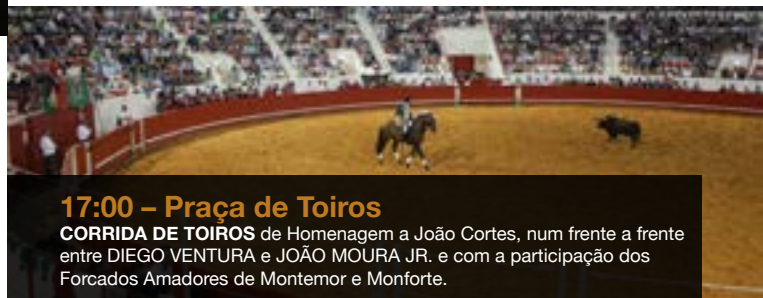 17:00 – Praça de Toiros
CORRIDA DE TOIROS de Homenagem a João Cortes, num frente a frente
entre DIEGO VENTURA e JOÃO MOURA JR. e com a participação dos
Forcados Amadores de Montemor e Monforte.